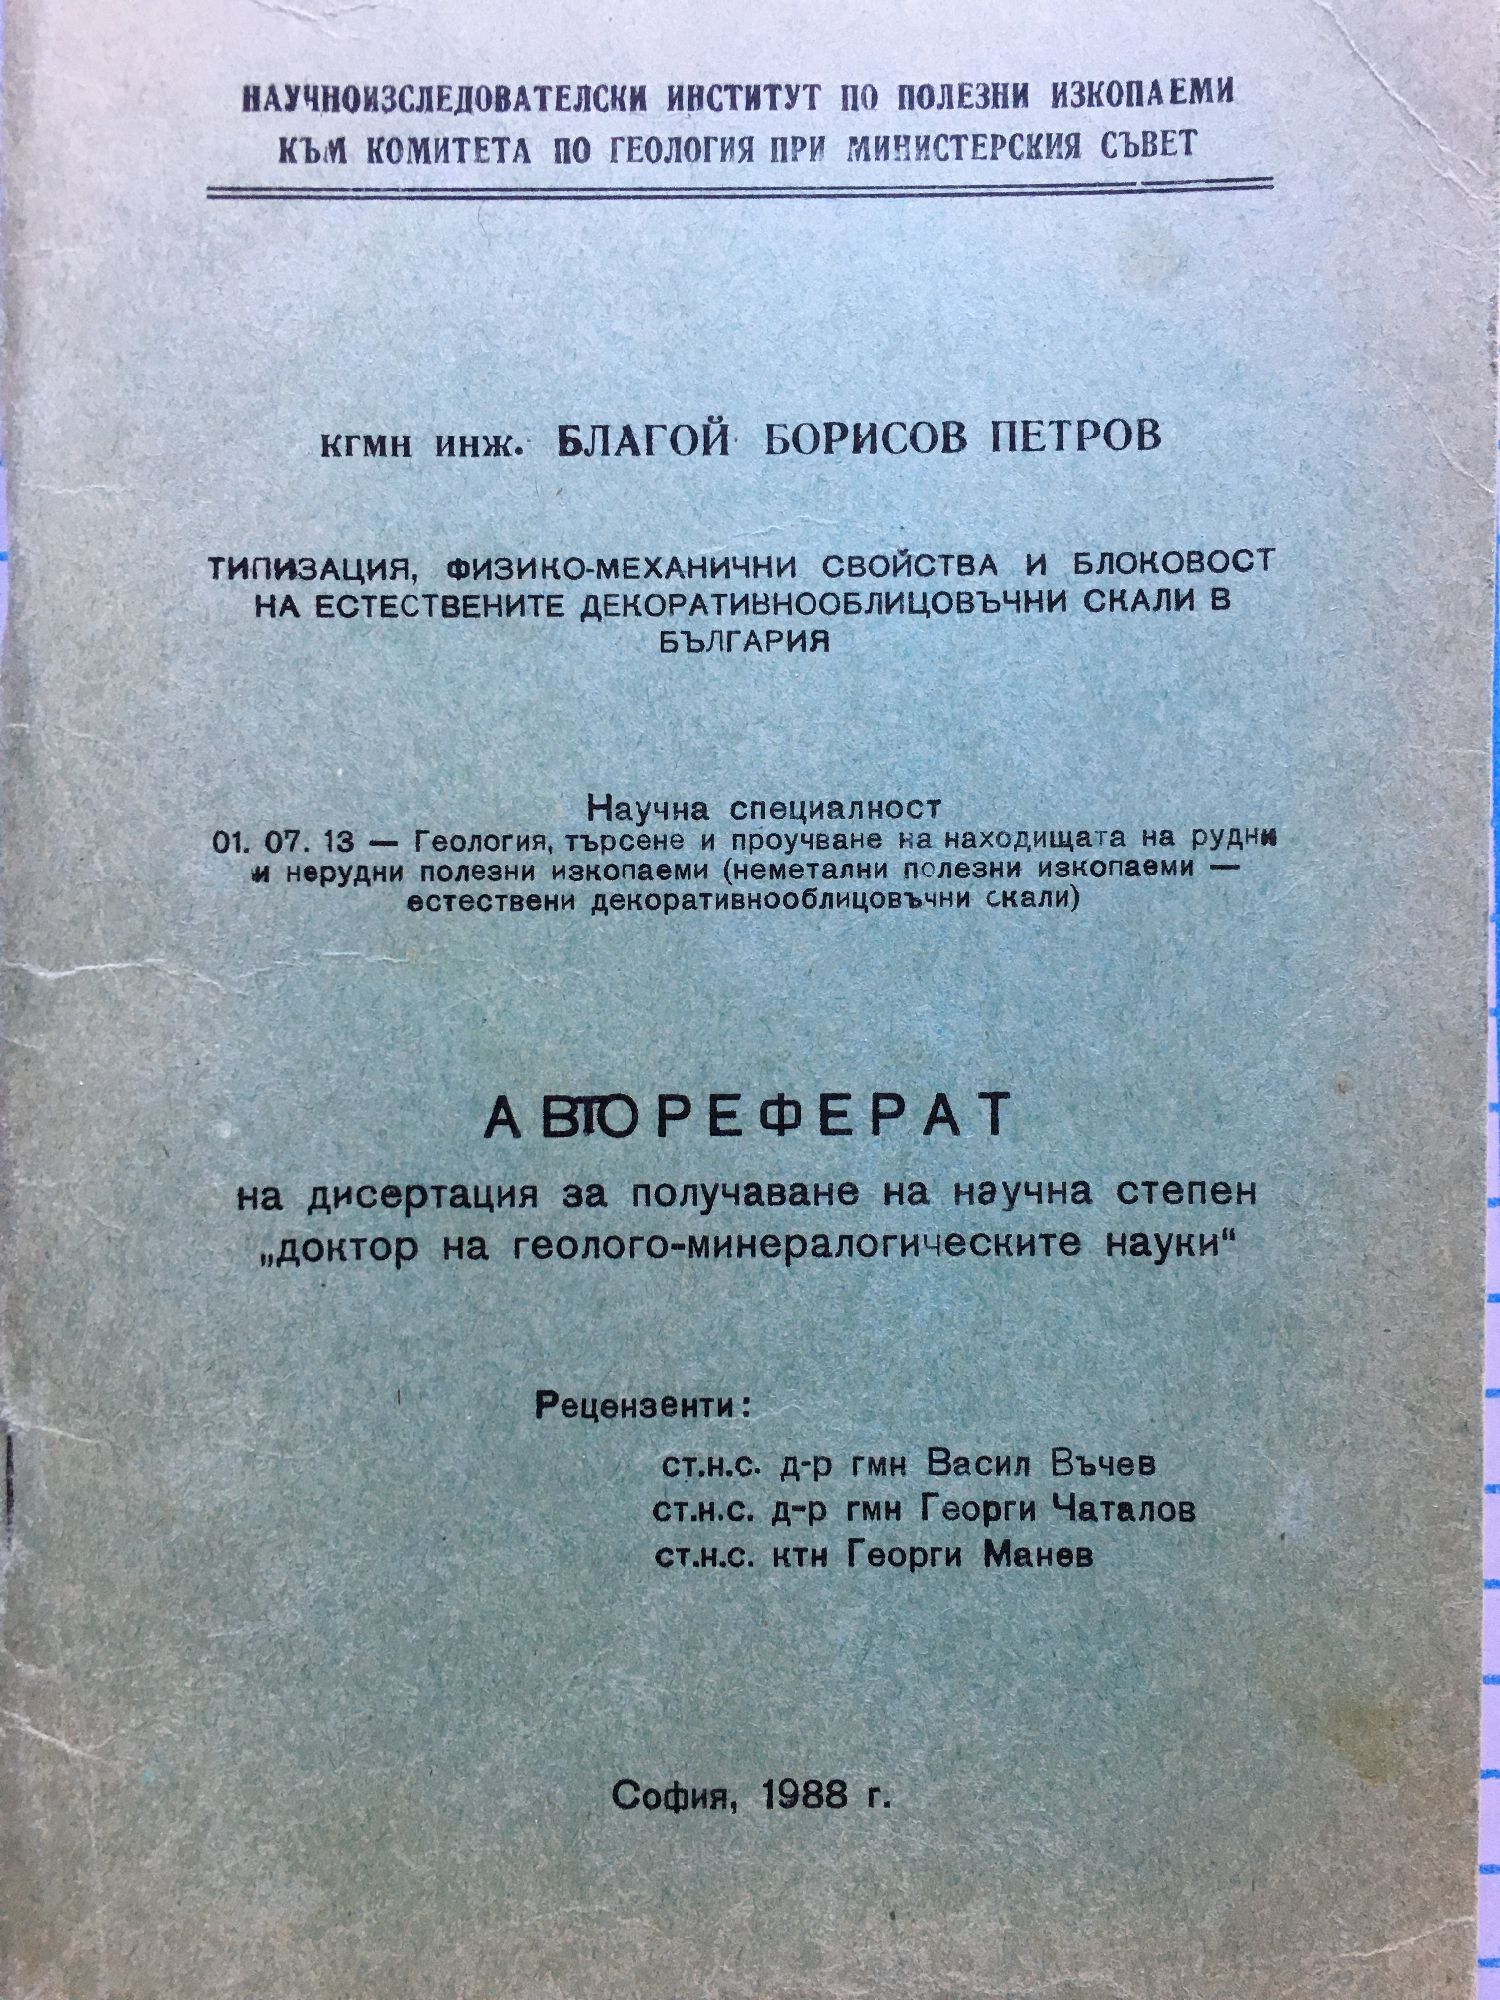 НАУЧНОИЗСЛЕДОВАТЕЛСКИ ИНСТИТУТ ПО ПОЛЕЗНИ ИЗКОПАЕМИ
КЪМ КОМИТЕТА ПО ГЕОЛОГИЯ ПРИ МИНИСТЕРСКИЯ СЪВЕТ
КГМН ИНЖ. БЛАГОЙ БОРИСОВ ПЕТРОВ
ТИПИЗАЦИЯ, ФИЗИКО-МЕХАНИЧНИ СВОЙСТВА И БЛОКОВОСТ
НА ЕСТЕСТВЕНИТЕ ДЕКОРАТИВНООБЛИЦОВЪЧНИ СКАЛИ В
БЪЛГАРИЯ
Научна специалност
01. 07. 13 — Геология, търсене и проучване на находищата на рудни
и нерудни полезни изкопаеми (неметални полезни изкопаеми —
естествени декоративнооблицовъчни скали)
АВТОРЕФЕРАТ
на дисертация за получаване на научна степен
„доктор на геолого-минералогическите науки“
Рецензенти:
ст.н.с. д-р гмн Васил Въчев
ст.н.с. д-р гмн Георги Чаталов
ст.н.с. ктн Георги Манев
София, 1988 г.